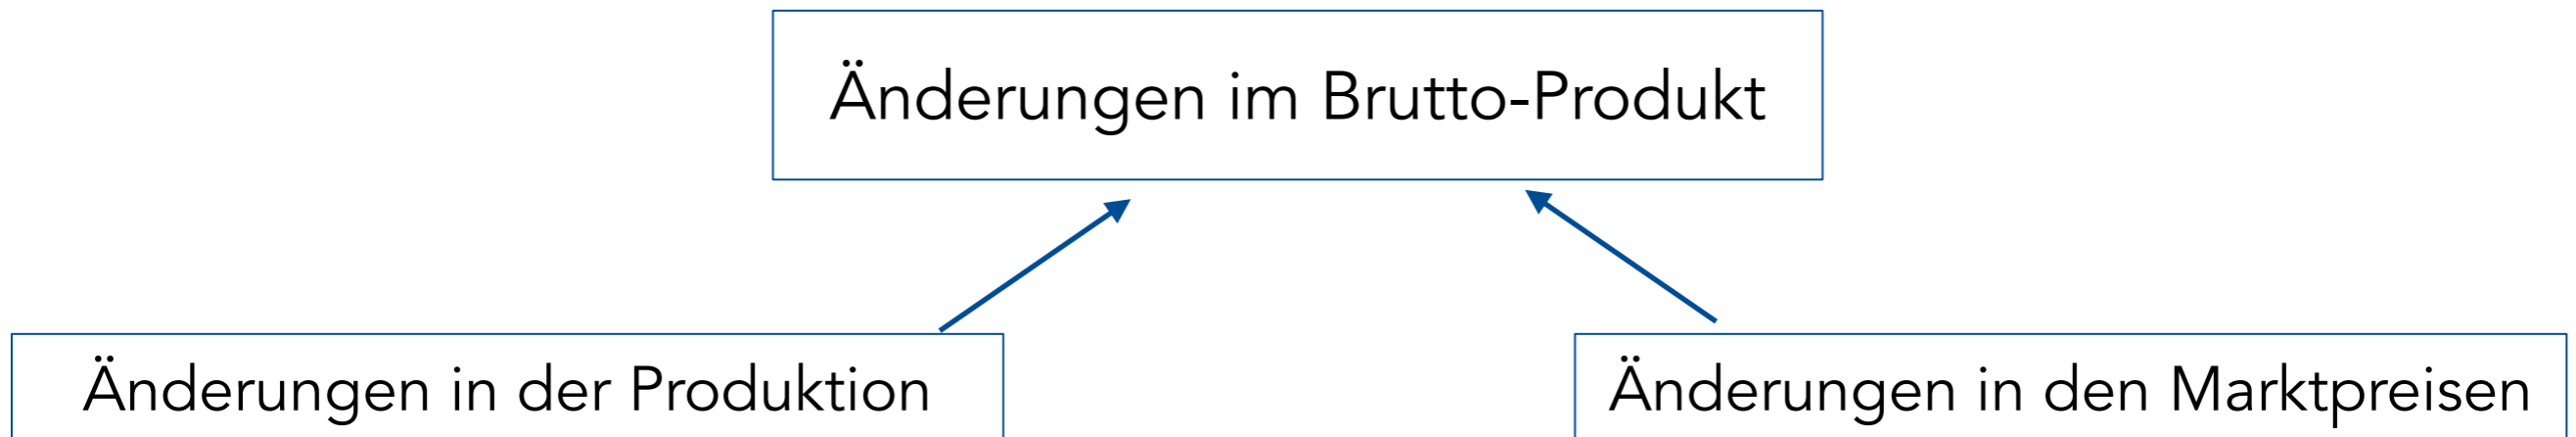 Änderungen im Brutto-Produkt
Änderungen in der Produktion
Änderungen in den Marktpreisen